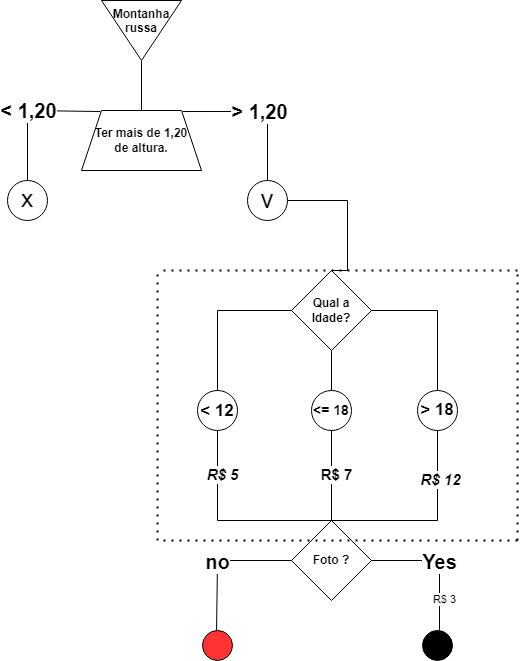 Montanha
russa
< 1,20
Ter mais de 1,20
de altura.
> 1,20
X
V
Qual a
Idade?
< 12
<= 18
> 18
R$ 5
R$ 7
R$ 12
no
Foto ?
Yes
R$ 3